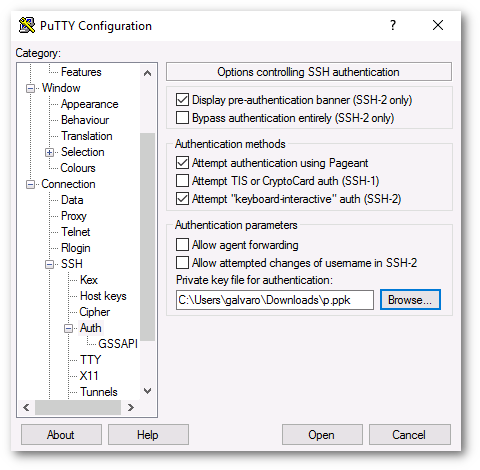 PuTTY Configuration
?
Category:
Features
Window
Appearance
Behaviour
Translation
Selection
Colours
Connection
Data
Proxy
Telnet
Rlogin
SSH
Kex
Host keys
Cipher
Auth
GSSAPI
TTY
X11
Tunnels
Options controlling SSH authentication
Display pre-authentication banner (SSH-2 only)
Bypass authentication entirely (SSH-2 only)
Authentication methods
Attempt authentication using Pageant
Attempt TIS or CryptoCard auth (SSH-1)
Attempt "keyboard-interactive" auth (SSH-2)
Authentication parameters
Allow agent forwarding
Allow attempted changes of username in SSH-2
Private key file for authentication:
C:\Users\galvaro\Downloads\p.ppk
Browse...
About
Help
Open
Cancel